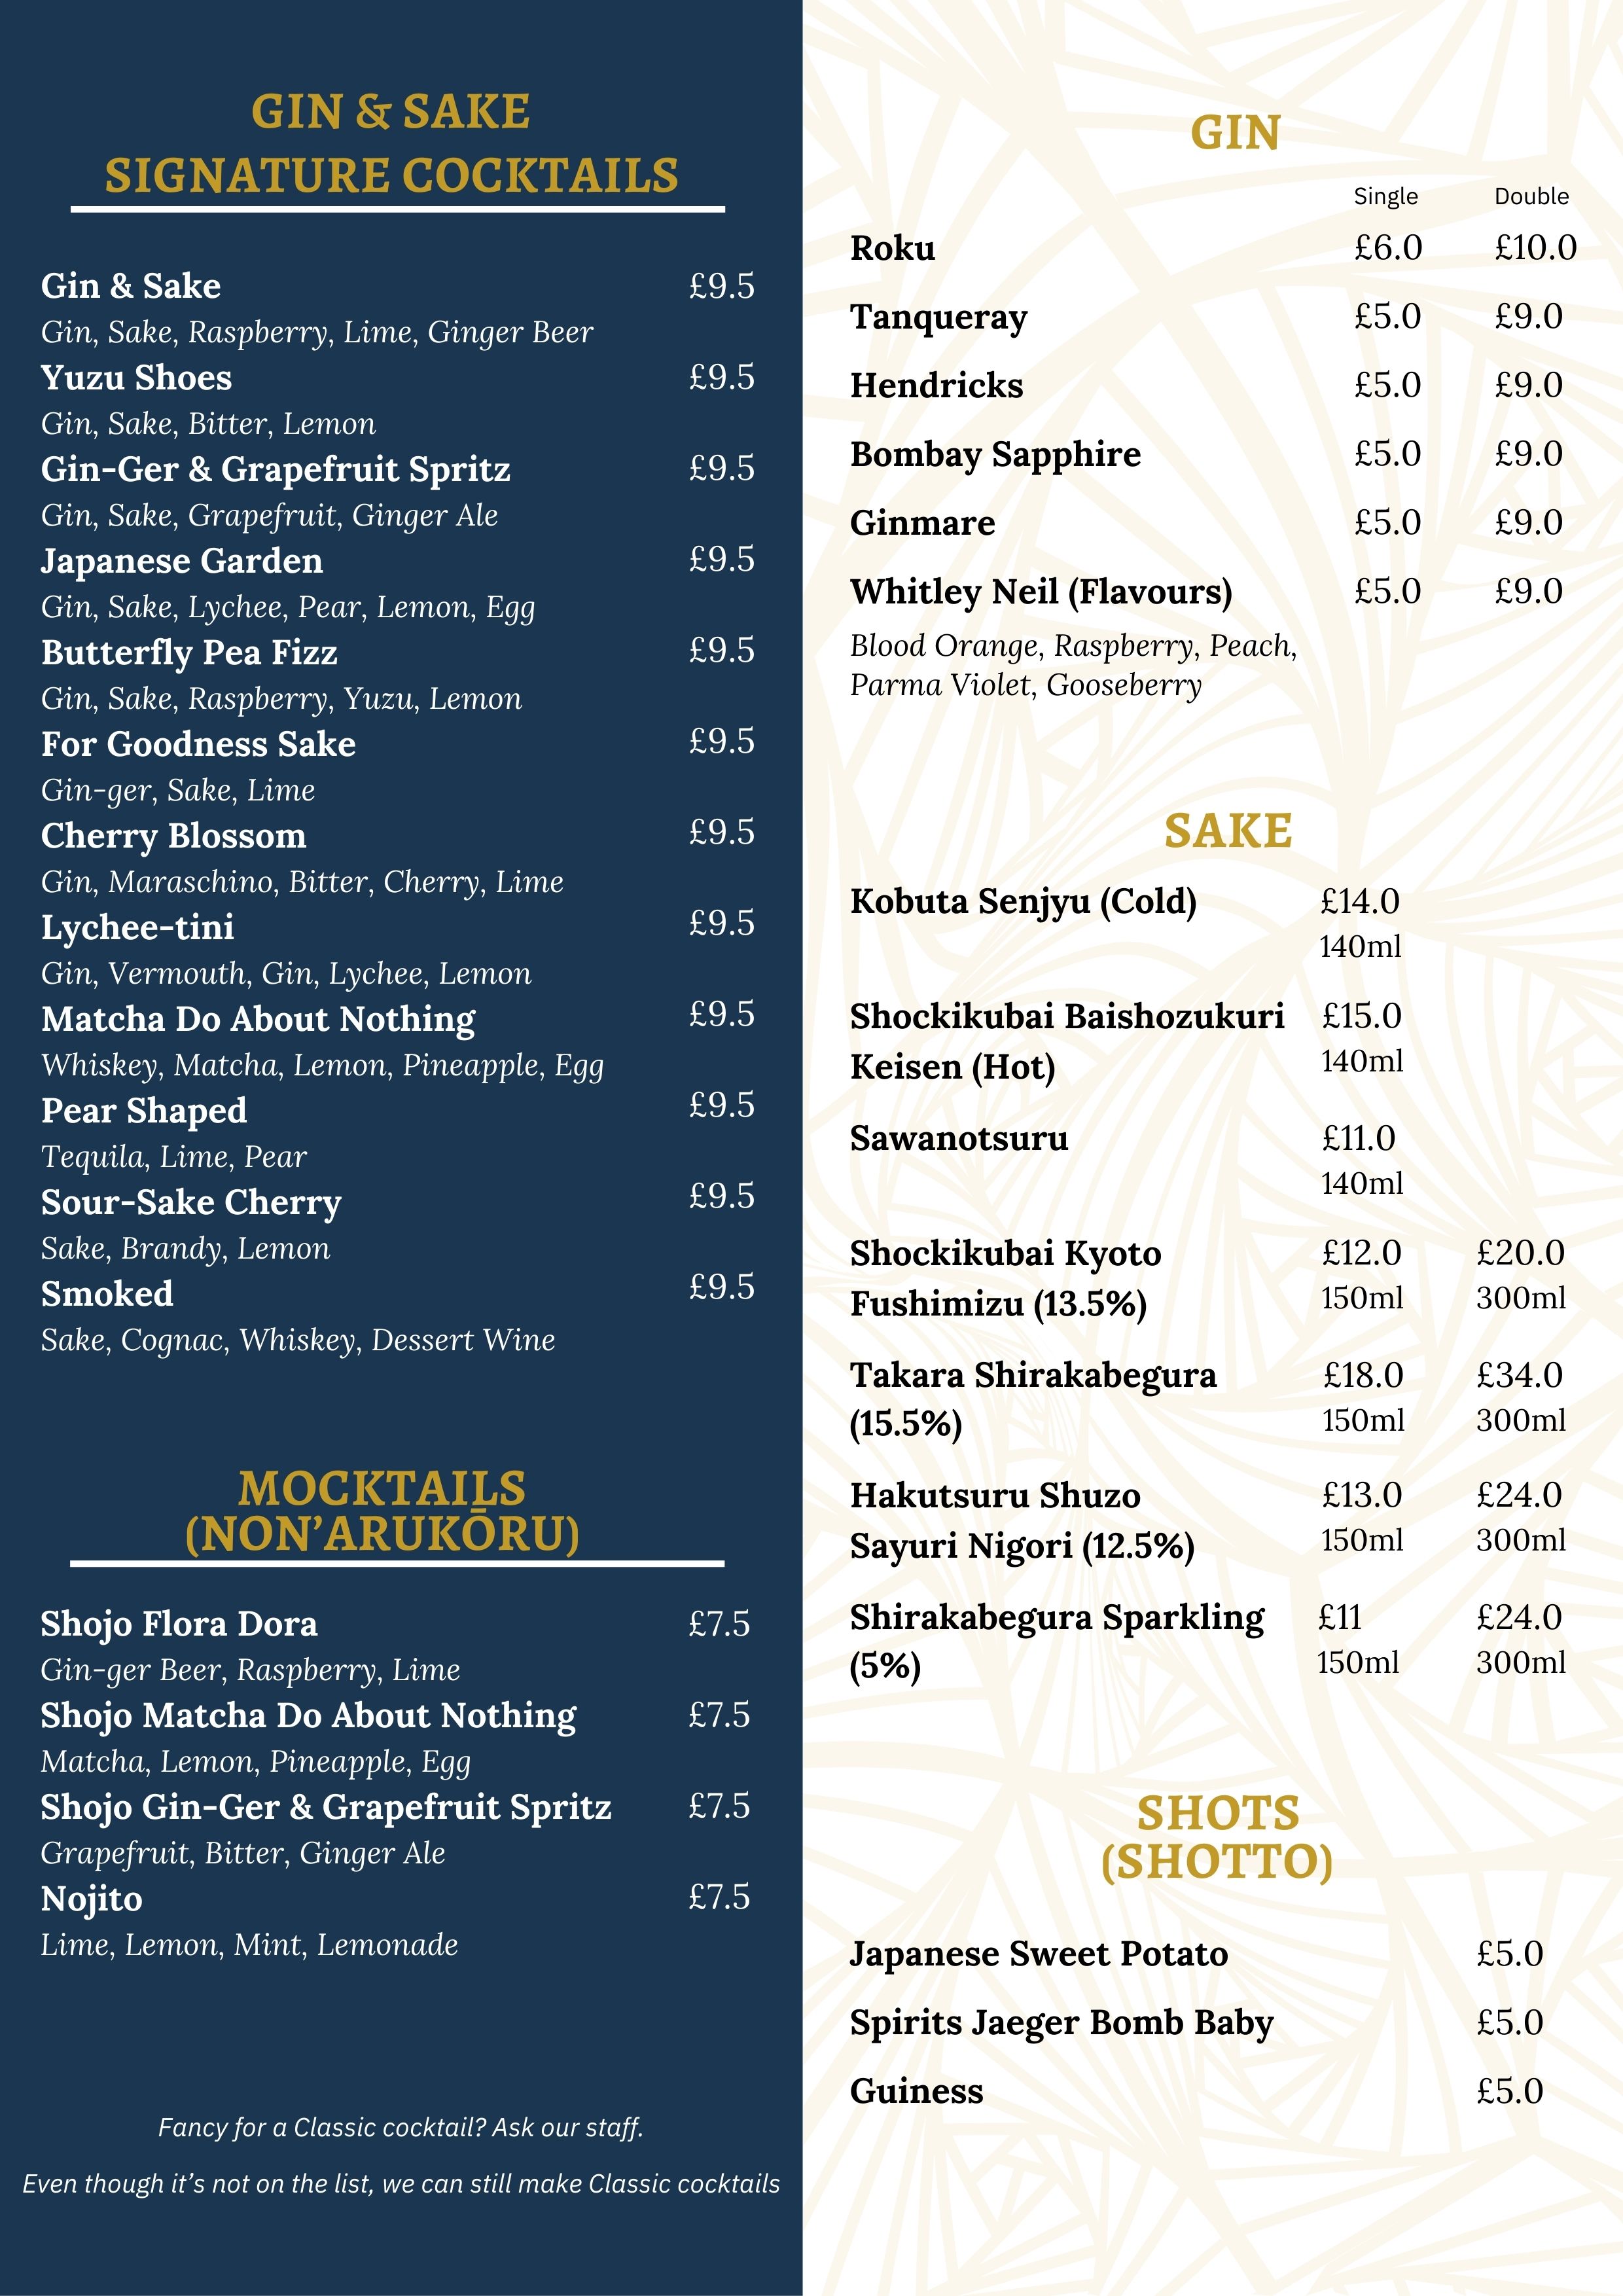 GIN & SAKE
SIGNATURE COCKTAILS
Gin & Sake £9.5
Gin, Sake, Raspberry, Lime, Ginger Beer
Yuzu Shoes £9.5
Gin, Sake, Bitter, Lemon
Gin-Ger & Grapefruit Spritz £9.5
Gin, Sake, Grapefruit, Ginger Ale
Japanese Garden £9.5
Gin, Sake, Lychee, Pear, Lemon, Egg
Butterfly Pea Fizz £9.5
Gin, Sake, Raspberry, Yuzu, Lemon
For Goodness Sake £9.5
Gin-ger, Sake, Lime
Cherry Blossom £9.5
Gin, Maraschino, Bitter, Cherry, Lime
Lychee-tini £9.5
Gin, Vermouth, Gin, Lychee, Lemon
Matcha Do About Nothing £9.5
Whiskey, Matcha, Lemon, Pineapple, Egg
Pear Shaped £9.5
Tequila, Lime, Pear
Sour-Sake Cherry £9.5
Sake, Brandy, Lemon
Smoked £9.5
Sake, Cognac, Whiskey, Dessert Wine
MOCKTAILS
(NON’ARUKŌRU)
Shojo Flora Dora £7.5
Gin-ger Beer, Raspberry, Lime
Shojo Matcha Do About Nothing £7.5
Matcha, Lemon, Pineapple, Egg
Shojo Gin-Ger & Grapefruit Spritz £7.5
Grapefruit, Bitter, Ginger Ale
Nojito £7.5
Lime, Lemon, Mint, Lemonade
Fancy for a Classic cocktail? Ask our staff.
Even though it’s not on the list, we can still make Classic cocktails
GIN
Single Double
Roku £6.0 £10.0
Tanqueray £5.0 £9.0
Hendricks £5.0 £9.0
Bombay Sapphire £5.0 £9.0
Ginmare £5.0 £9.0
Whitley Neil (Flavours) £5.0 £9.0
Blood Orange, Raspberry, Peach,
Parma Violet, Gooseberry
SAKE
Kobuta Senjyu (Cold) £14.0
140ml
Shockikubai Baishozukuri £15.0
Keisen (Hot) 140ml
Sawanotsuru £11.0
140ml
Shockikubai Kyoto £12.0 £20.0
Fushimizu (13.5%) 150ml 300ml
Takara Shirakabegura £18.0 £34.0
(15.5%) 150ml 300ml
Hakutsuru Shuzo £13.0 £24.0
Sayuri Nigori (12.5%) 150ml 300ml
Shirakabegura Sparkling £11 £24.0
(5%) 150ml 300ml
SHOTS
(SHOTTO)
Japanese Sweet Potato £5.0
Spirits Jaeger Bomb Baby £5.0
Guiness £5.0